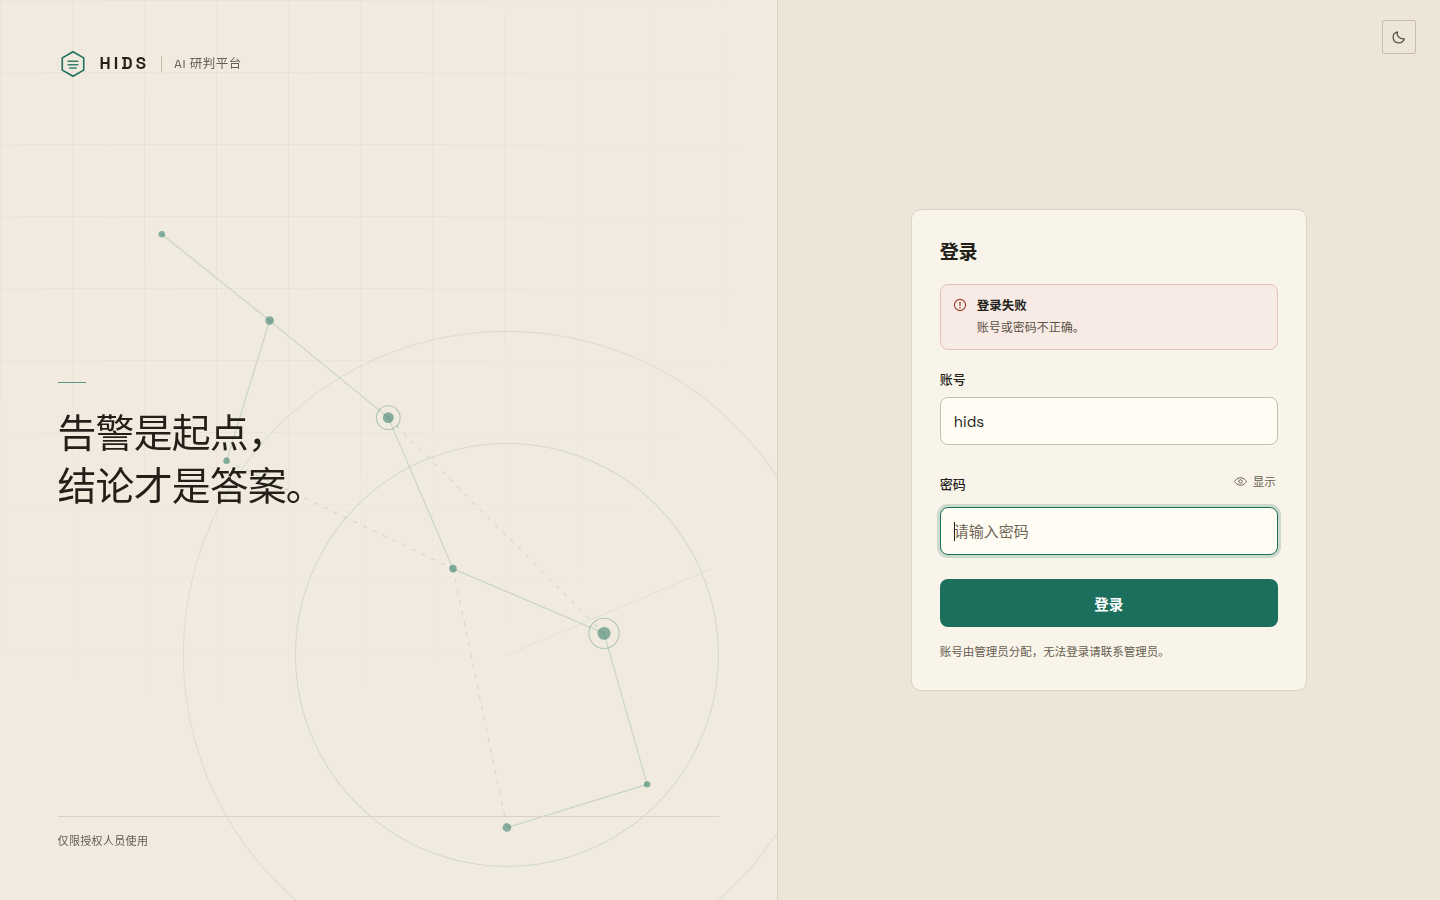 HIDS
AI 研判平台
告警是起点，
结论才是答案。
仅限授权人员使用
登录
登录失败
账号或密码不正确。
账号
hids
密码
显示
请输入密码
登录
账号由管理员分配，无法登录请联系管理员。